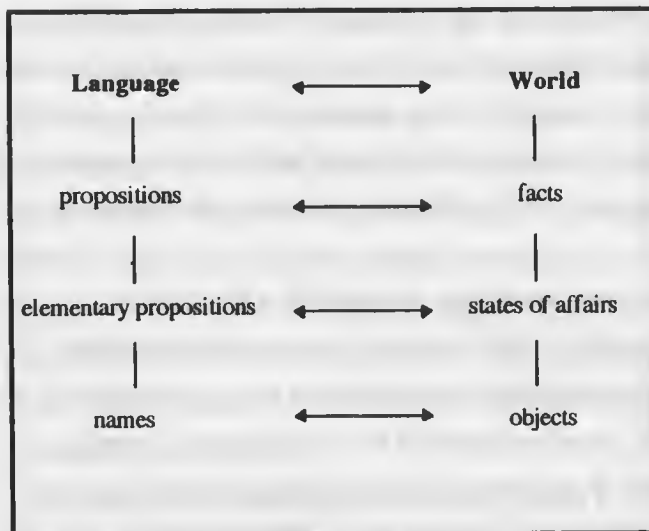 Language World
propositions facts
elementary propositions states of affairs
names objects